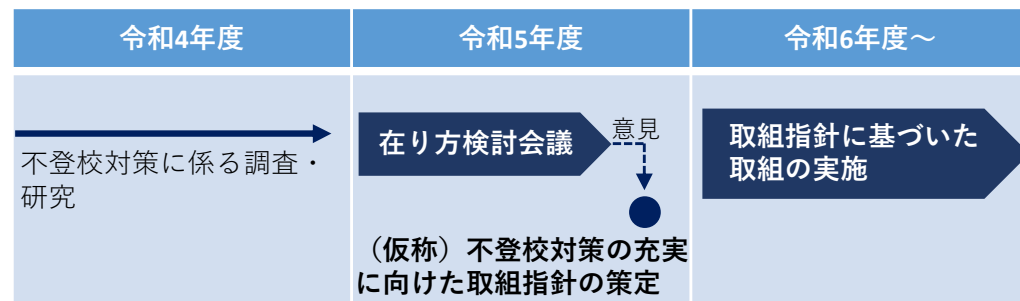 令和4年度
令和5年度
令和6年度～
不登校対策に係る調査・
研究
在り方検討会議
意見
（仮称）不登校対策の充実
に向けた取組指針の策定
取組指針に基づいた
取組の実施